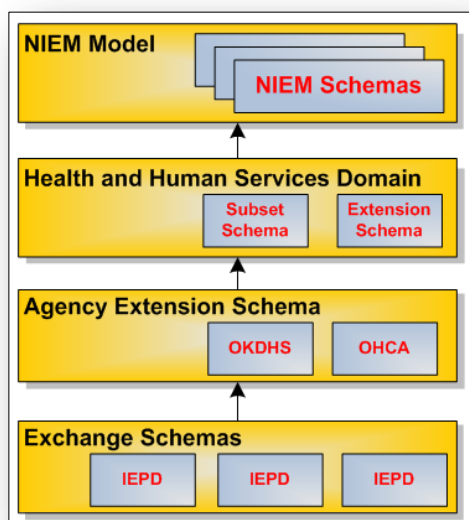 NIEM Model
NIEM Schemas
Health and Human Services Domain
Subset
Schema
Extension
Schema
Agency Extension Schema
OKDHS
OHCA
Exchange Schemas
IEPD
IEPD
IEPD